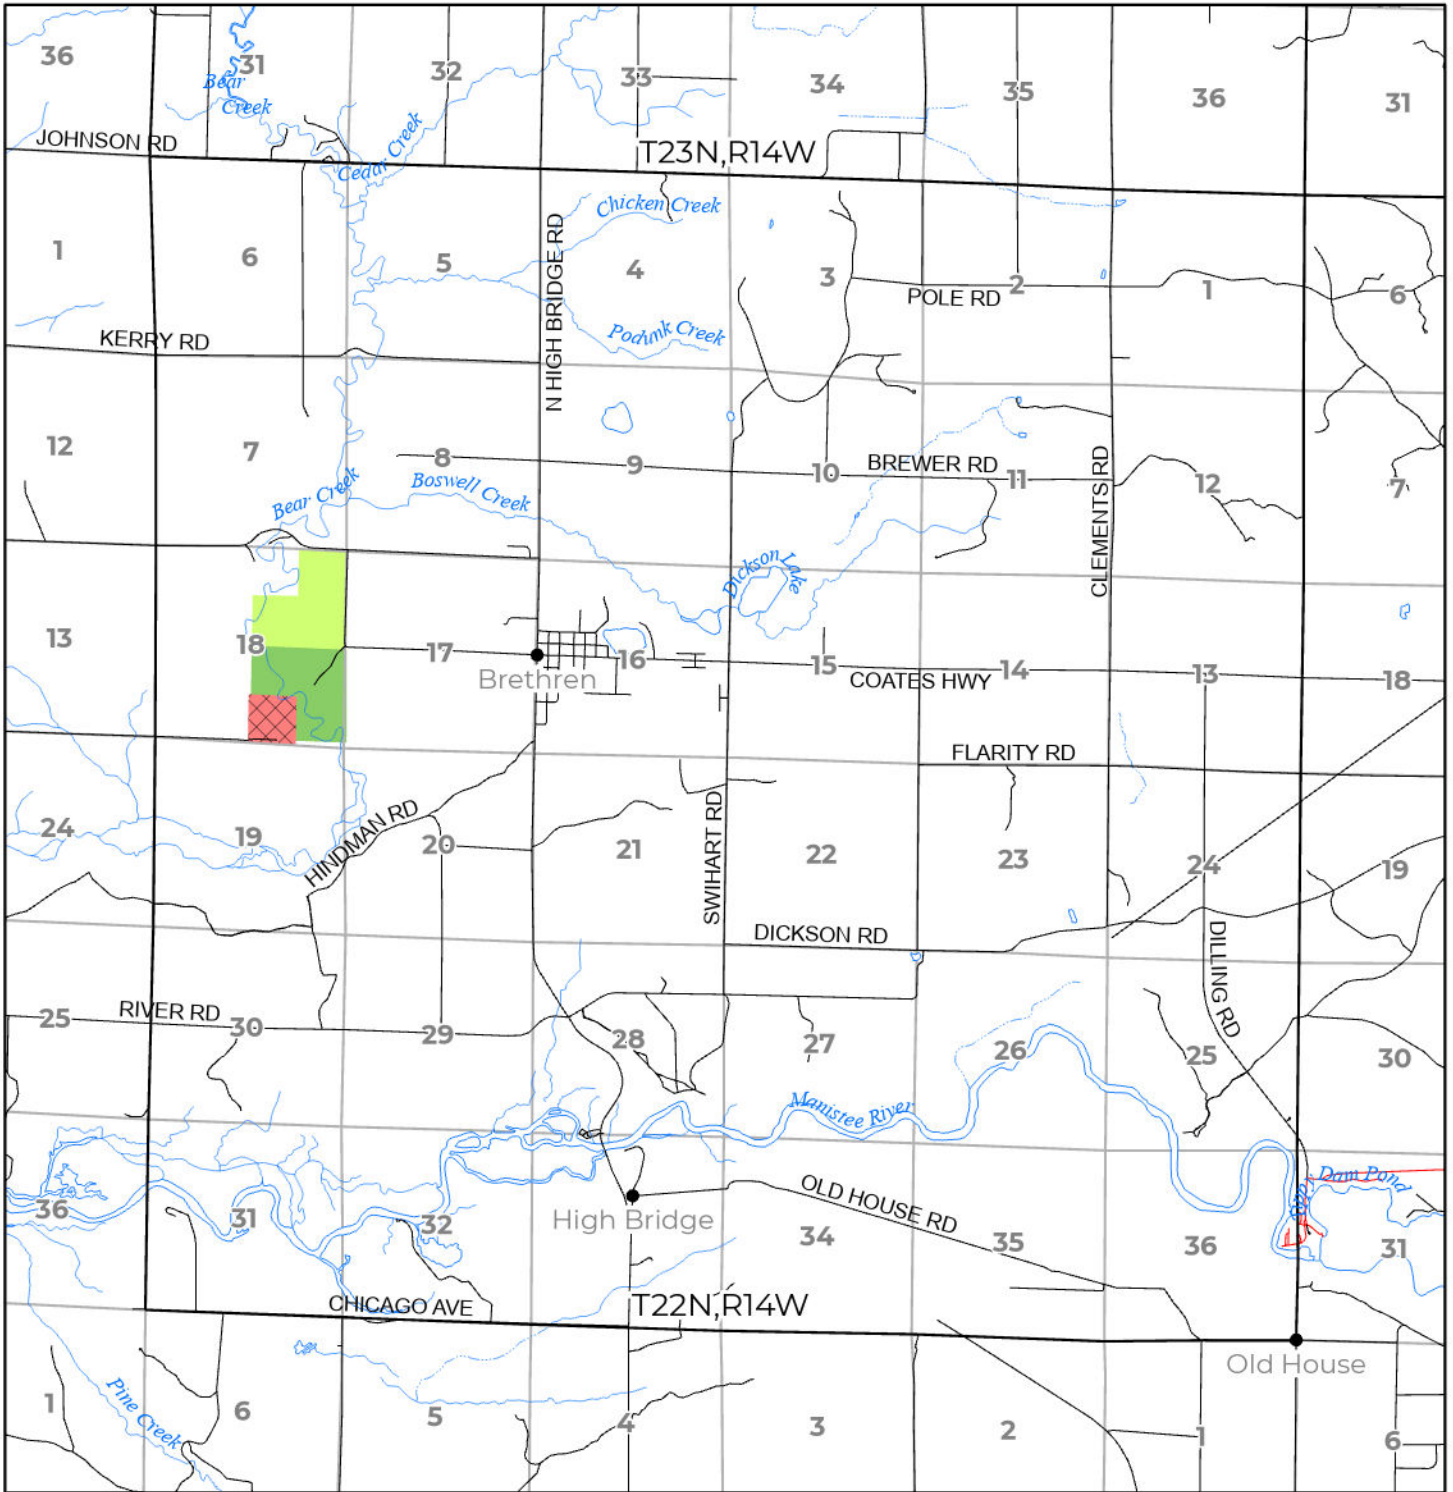 36
31
32
33
34
35
36
31
Bear
Creek
JOHNSON RD
Cedar Creek
T23N,R14W
Chicken Creek
N HIGH BRIDGE RD
1
6
5
4
3
2
1
6
POLE RD
KERRY RD
Podunk Creek
12
7
8
9
10
BREWER RD
11
12
7
CLEMENTS RD
Bear Creek
Boswell Creek
Dickson Lake
13
18
17
16
15
14
13
18
Brethren
COATES HWY
FLARITY RD
24
19
HINDMAN RD
20
21
SWIHART RD
22
23
24
19
DICKSON RD
DILLING RD
25
RIVER RD
30
29
28
27
26
25
30
Manistee River
Dam Pond
36
31
32
High Bridge
OLD HOUSE RD
34
35
36
31
CHICAGO AVE
T22N,R14W
Old House
1
Pine Creek
6
5
4
3
2
1
6